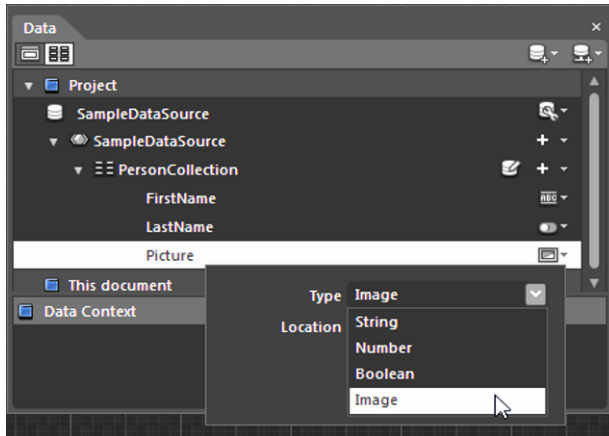 Data
Project
SampleDataSource
SampleDataSource
PersonCollection
FirstName
ABC
LastName
Picture
This document
Type Image
Data Context
Location String
Number
Boolean
Image